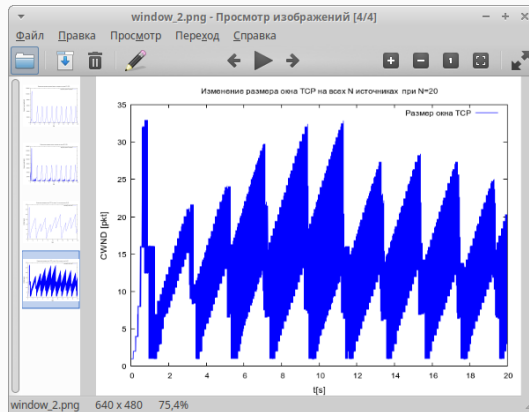 window_2.png - Просмотр изображений [4/4]
Файл Правка Просмотр Переход Справка
Изменение размера окна TCP на всех N источниках при N=20
Размер окна TCP
CWND [pkt]
35
30
25
20
15
10
5
0
0 2 4 6 8 10 12 14 16 18 20
t[s]
window_2.png 640 x 480 75,4%